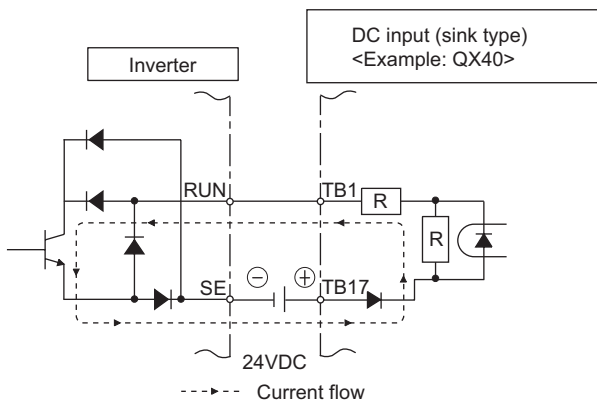 DC input (sink type)
<Example: QX40>
Inverter
RUN
TB1
R
R
SE
TB17
24VDC
Current flow